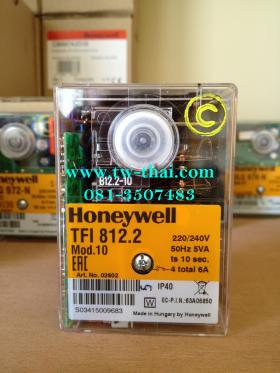 C
812.2-10
www.tw-thai.com
081-3507483
Honeywell
TFI 812.2
Mod.10
220/240V
50Hz 5VA
ts 10 sec.
4 total 6A
EAC
Art. No. 02602
IP40
EC-P.I.N.:63AO6850
S03415009683
W
Made in Hungary by Honeywell